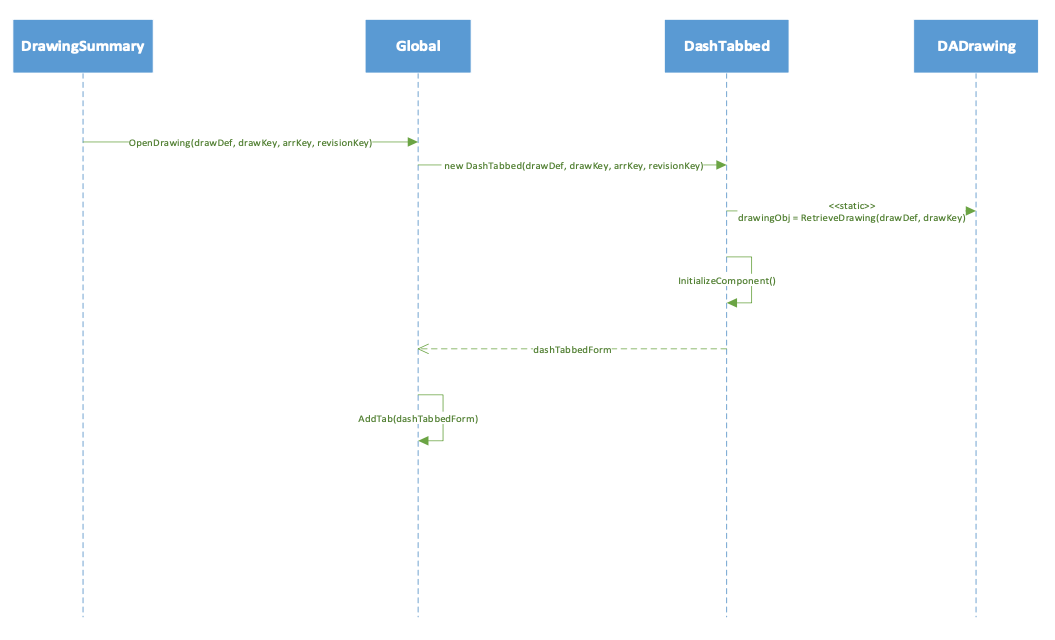 DrawingSummary
Global
DashTabbed
DADrawing
OpenDrawing(drawDef, drawKey, arrKey, revisionKey)
new DashTabbed(drawDef, drawKey, arrKey, revisionKey)
<<static>>
drawingObj = RetrieveDrawing(drawDef, drawKey)
InitializeComponent()
dashTabbedForm
AddTab(dashTabbedForm)